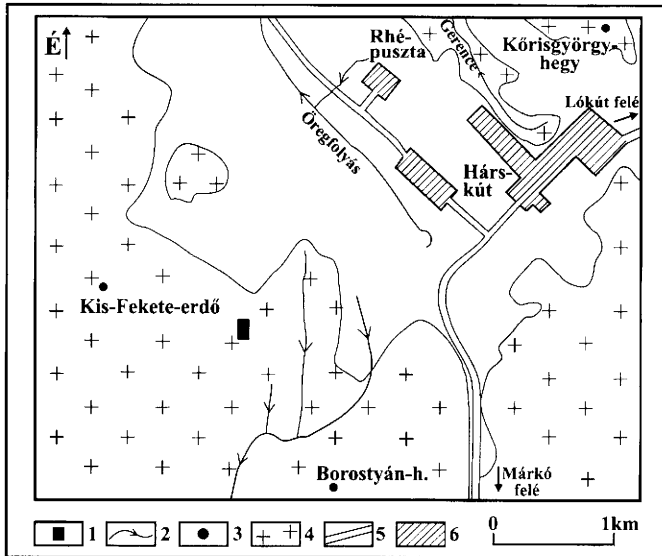 É
Rhé-
puszta
Gerence
Kőrisgyörgy-
hegy
Lókút felé
Öregfolyás
Hárs-
kút
Kis-Fekete-erdő
Borostyán-h.
Márkó
felé
1 2 3 4 5 6 0 1km